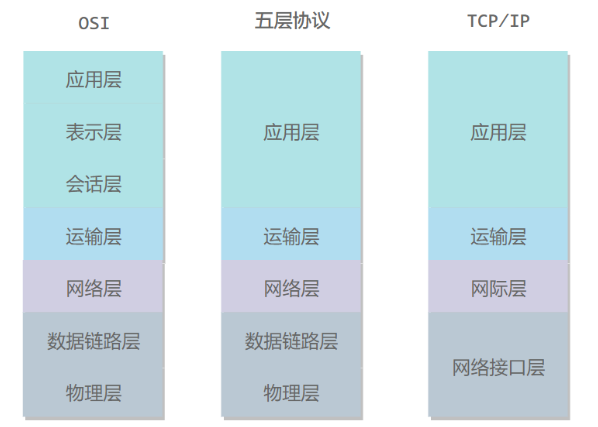 OSI
五层协议
TCP/IP
应用层
表示层
会话层
运输层
网络层
数据链路层
物理层
应用层
运输层
网络层
数据链路层
物理层
应用层
运输层
网际层
网络接口层